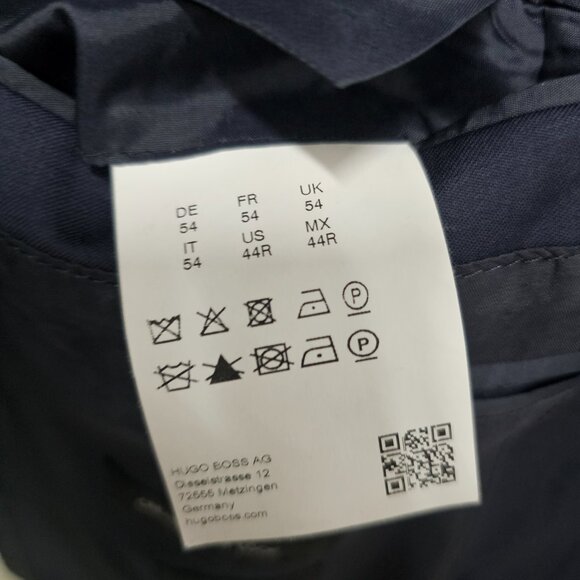 DE FR UK
54 54 54
IT US MX
54 44R 44R
P
P
HUGO BOSS AG
Dieselstrasse 12
72555 Metzingen
Germany
hugoboss.com